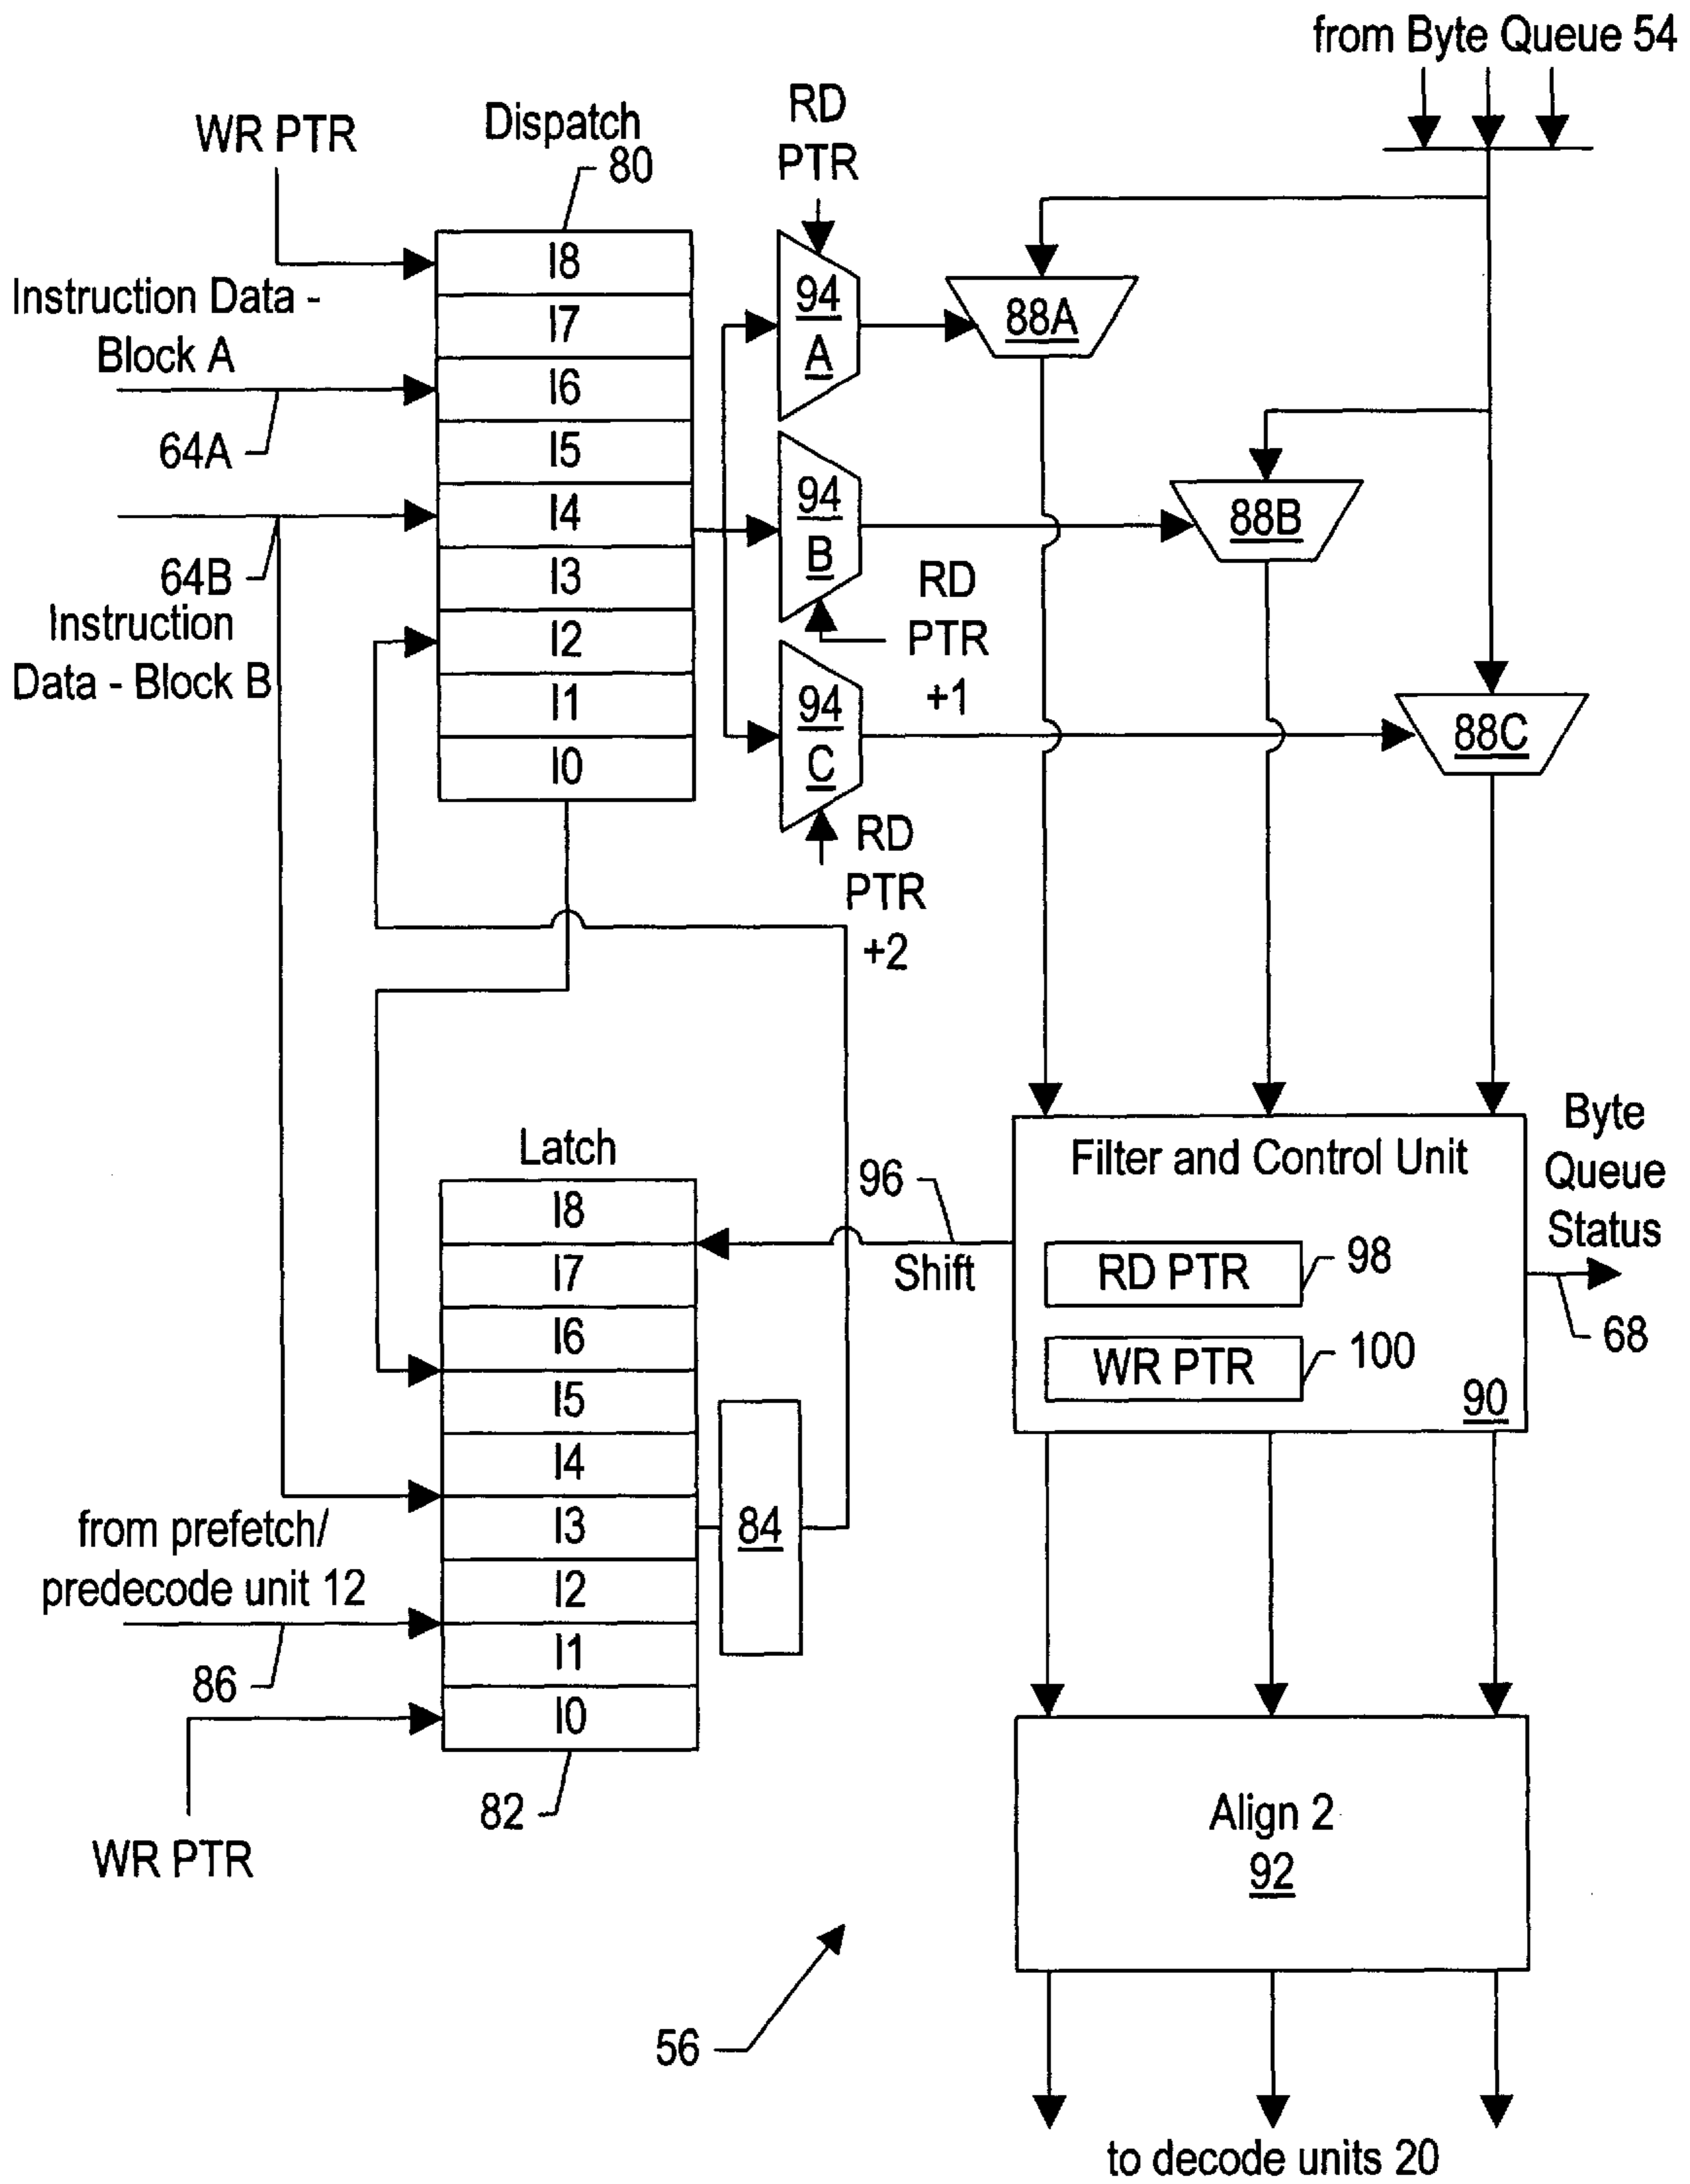 from Byte Queue 54
RD
PTR
Dispatch
80
WR PTR
I8
I7
I6
I5
I4
I3
I2
I1
I0
Instruction Data -
Block A
64A
64B
Instruction
Data - Block B
94
A
94
B
94
C
RD
PTR
+1
RD
PTR
+2
88A
88B
88C
Latch
I8
I7
I6
I5
I4
I3
I2
I1
I0
82
84
from prefetch/
predecode unit 12
86
WR PTR
96
Shift
Filter and Control Unit
RD PTR
98
WR PTR
100
90
Byte
Queue
Status
68
Align 2
92
56
to decode units 20